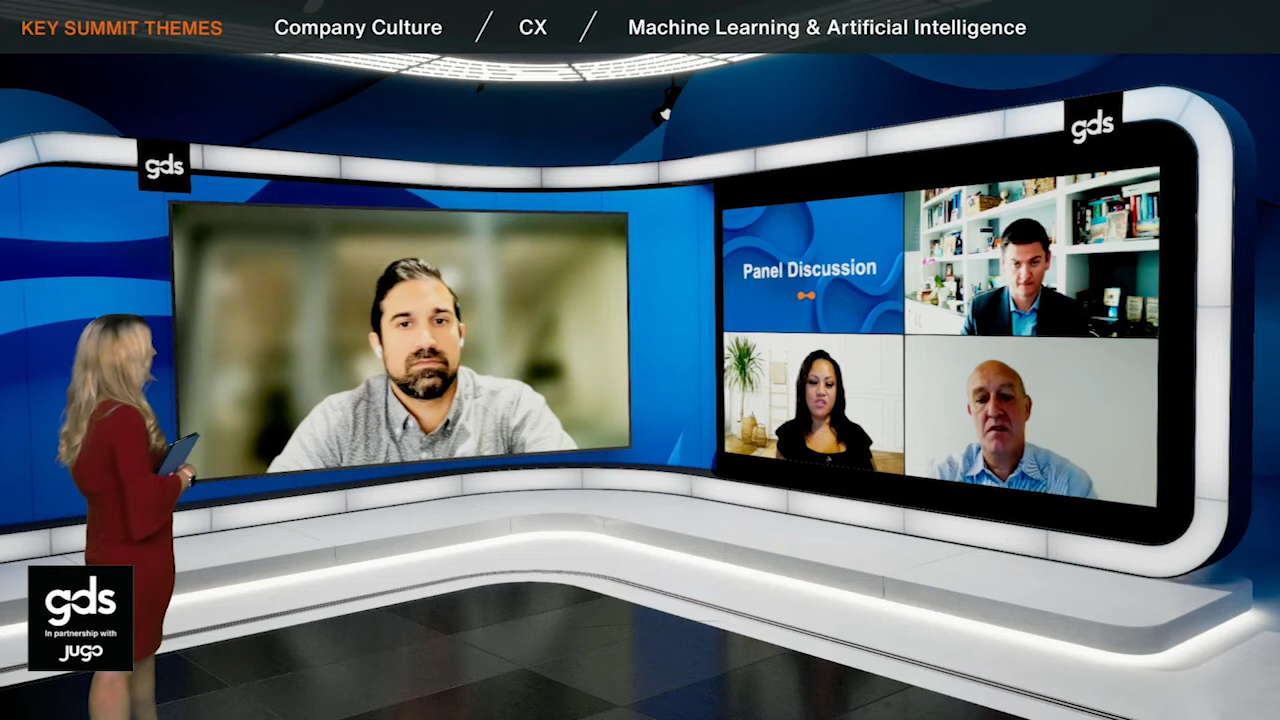 KEY SUMMIT THEMES Company Culture / CX / Machine Learning & Artificial Intelligence
gds
gds
Panel Discussion
gds
In partnership with
jugo